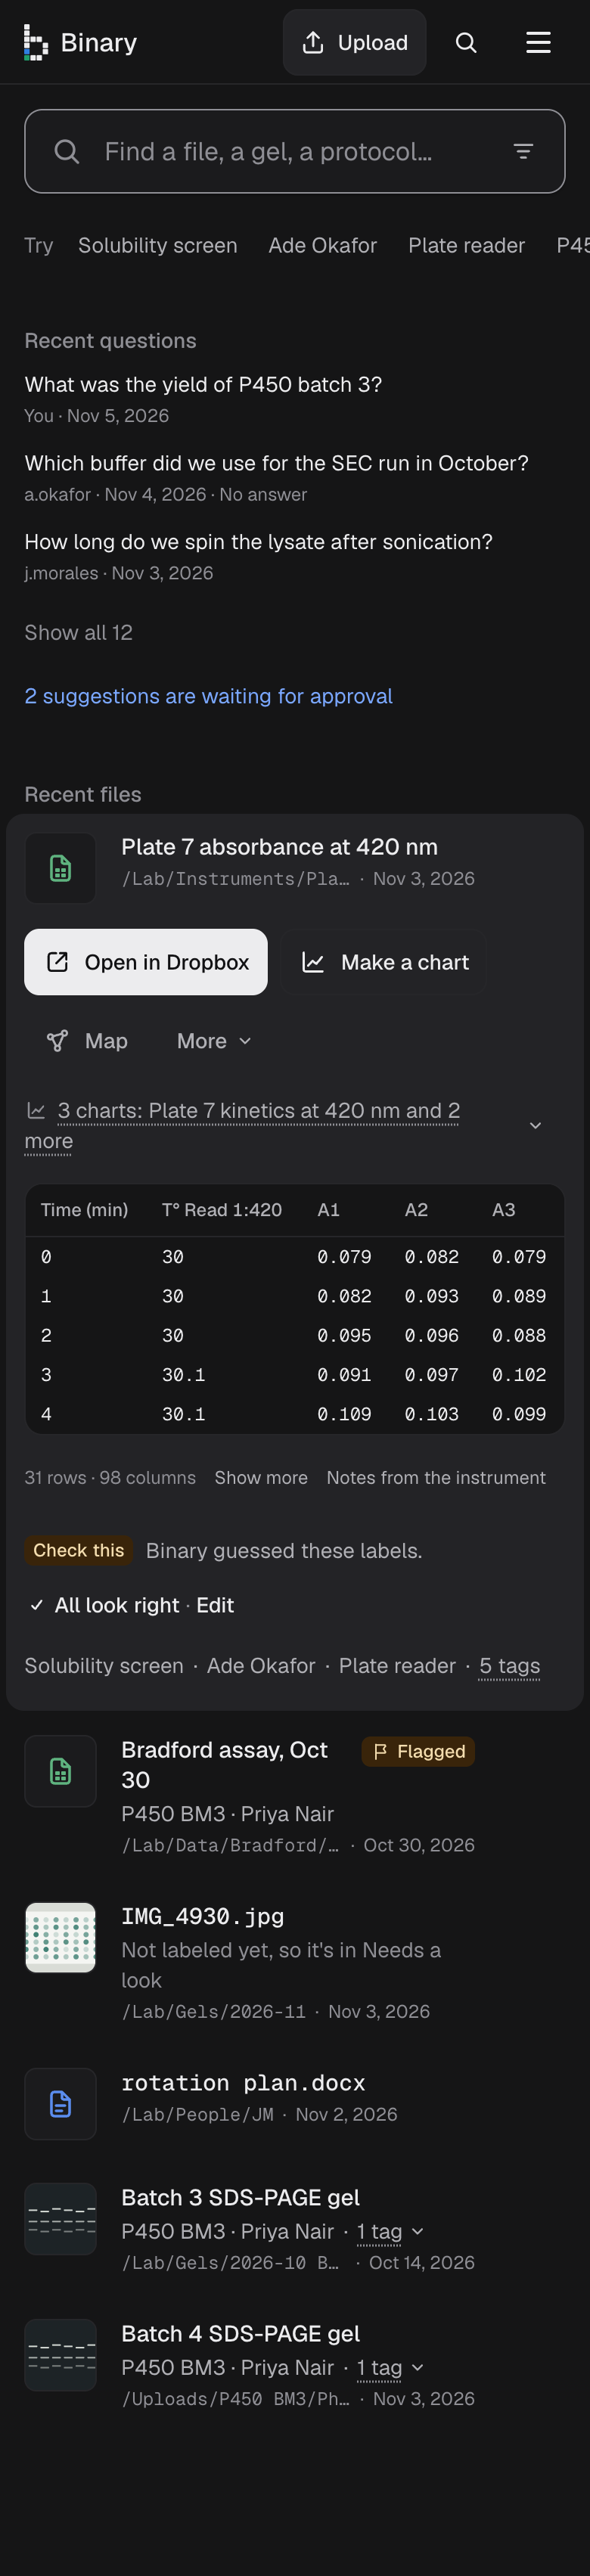 Binary
Upload
Find a file, a gel, a protocol...
Try Solubility screen Ade Okafor Plate reader P45
Recent questions
What was the yield of P450 batch 3?
You · Nov 5, 2026
Which buffer did we use for the SEC run in October?
a.okafor · Nov 4, 2026 · No answer
How long do we spin the lysate after sonication?
j.morales · Nov 3, 2026
Show all 12
2 suggestions are waiting for approval
Recent files
Plate 7 absorbance at 420 nm
/Lab/Instruments/Pla… · Nov 3, 2026
Open in Dropbox Make a chart
Map More
3 charts: Plate 7 kinetics at 420 nm and 2
more
Time (min) T° Read 1:420 A1 A2 A3
0 30 0.079 0.082 0.079
1 30 0.082 0.093 0.089
2 30 0.095 0.096 0.088
3 30.1 0.091 0.097 0.102
4 30.1 0.109 0.103 0.099
31 rows · 98 columns Show more Notes from the instrument
Check this Binary guessed these labels.
All look right · Edit
Solubility screen · Ade Okafor · Plate reader · 5 tags
Bradford assay, Oct
30
Flagged
P450 BM3 · Priya Nair
/Lab/Data/Bradford/… · Oct 30, 2026
IMG_4930.jpg
Not labeled yet, so it's in Needs a
look
/Lab/Gels/2026-11 · Nov 3, 2026
rotation plan.docx
/Lab/People/JM · Nov 2, 2026
Batch 3 SDS-PAGE gel
P450 BM3 · Priya Nair · 1 tag
/Lab/Gels/2026-10 B… · Oct 14, 2026
Batch 4 SDS-PAGE gel
P450 BM3 · Priya Nair · 1 tag
/Uploads/P450 BM3/Ph… · Nov 3, 2026